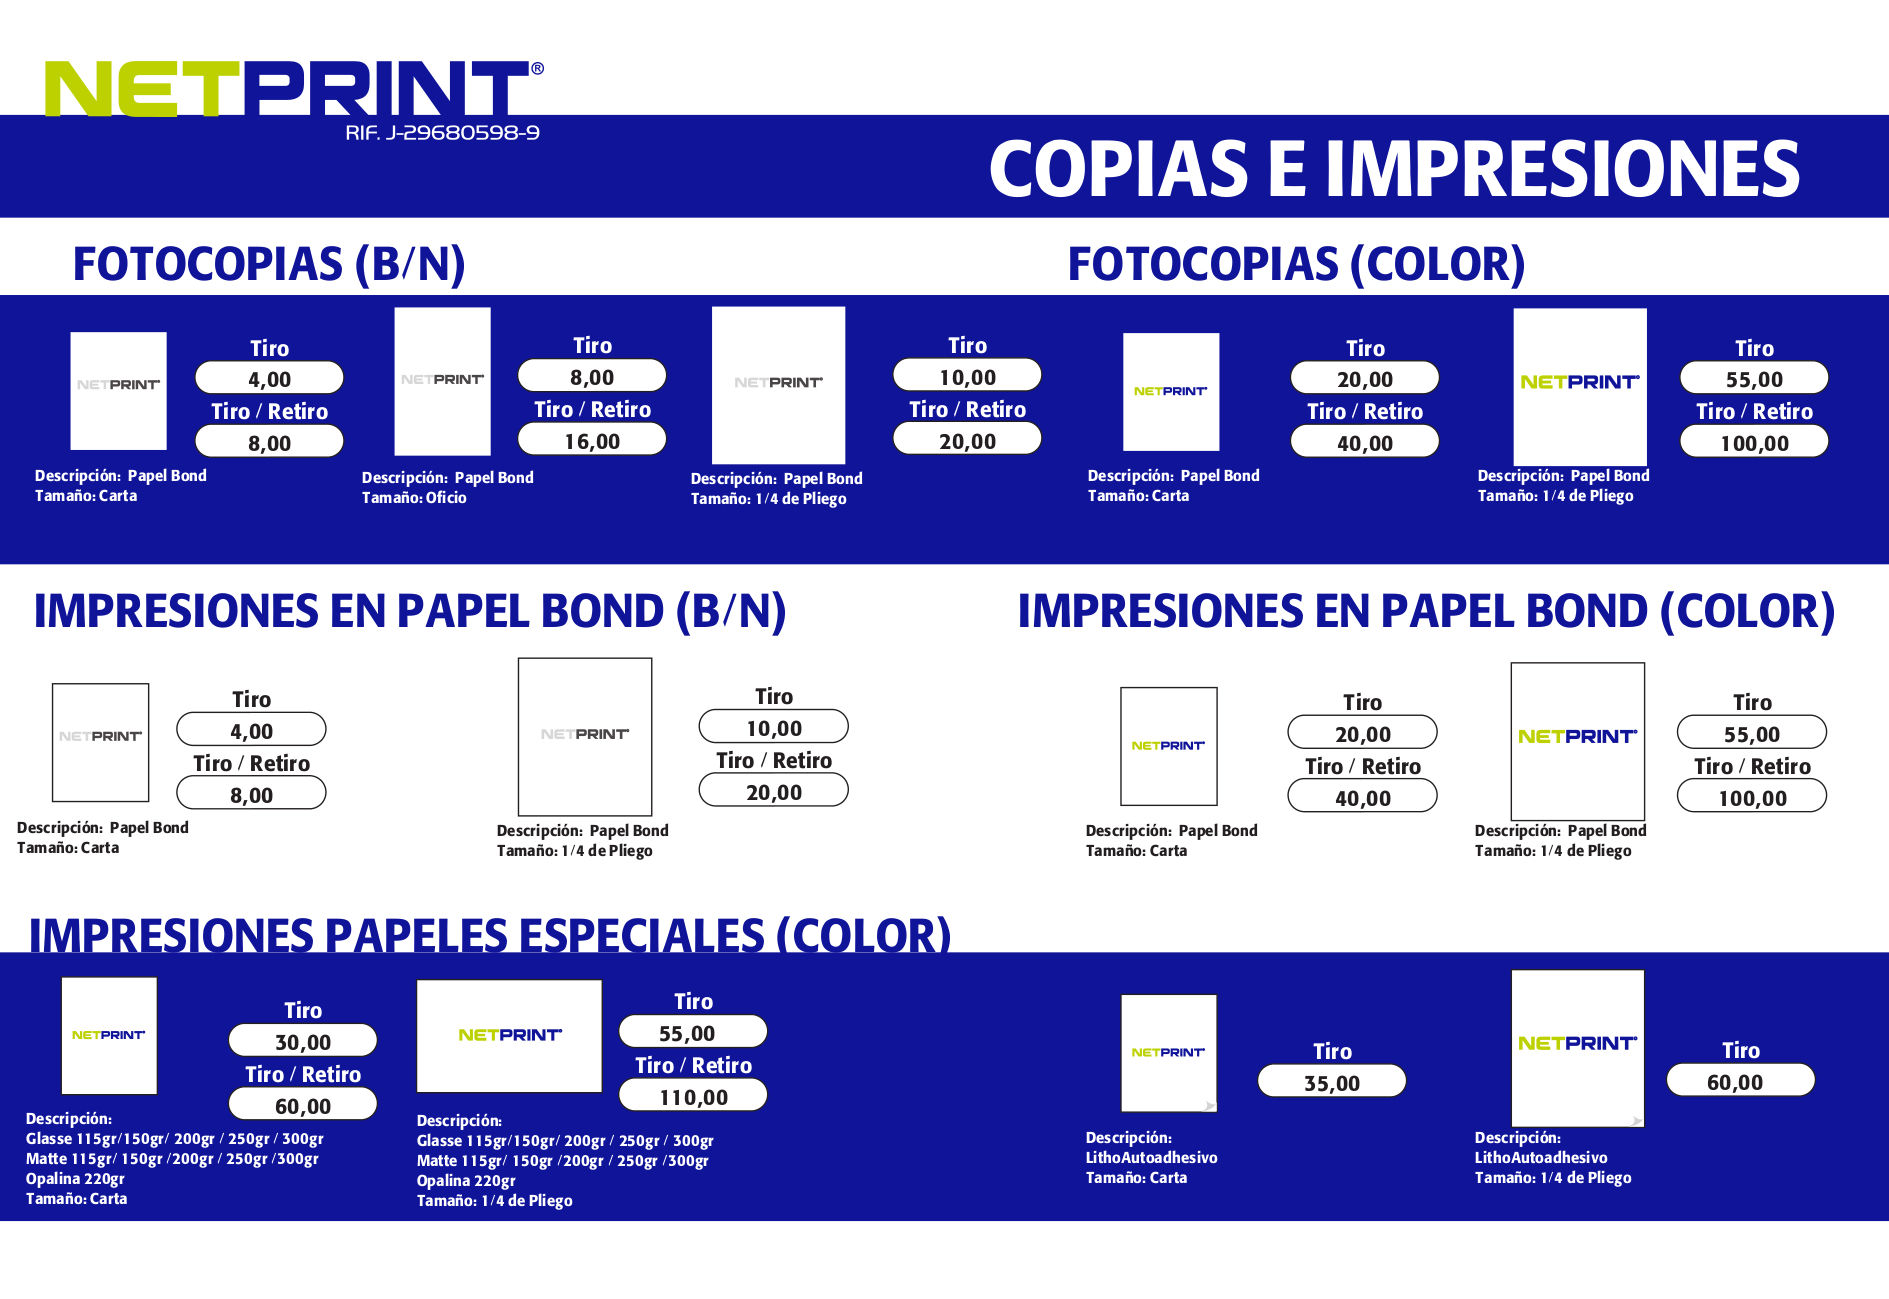 NETPRINT®
RIF. J-29680598-9
COPIAS E IMPRESIONES
FOTOCOPIAS (B/N)
NETPRINT
Tiro
4,00
Tiro / Retiro
8,00
Descripción: Papel Bond
Tamaño: Carta
NETPRINT
Tiro
8,00
Tiro / Retiro
16,00
Descripción: Papel Bond
Tamaño: Oficio
NETPRINT
Tiro
10,00
Tiro / Retiro
20,00
Descripción: Papel Bond
Tamaño: 1/4 de Pliego
FOTOCOPIAS (COLOR)
NETPRINT
Tiro
20,00
Tiro / Retiro
40,00
Descripción: Papel Bond
Tamaño: Carta
NETPRINT
Tiro
55,00
Tiro / Retiro
100,00
Descripción: Papel Bond
Tamaño: 1/4 de Pliego
IMPRESIONES EN PAPEL BOND (B/N)
NETPRINT
Tiro
4,00
Tiro / Retiro
8,00
Descripción: Papel Bond
Tamaño: Carta
NETPRINT
Tiro
10,00
Tiro / Retiro
20,00
Descripción: Papel Bond
Tamaño: 1/4 de Pliego
IMPRESIONES EN PAPEL BOND (COLOR)
NETPRINT
Tiro
20,00
Tiro / Retiro
40,00
Descripción: Papel Bond
Tamaño: Carta
NETPRINT
Tiro
55,00
Tiro / Retiro
100,00
Descripción: Papel Bond
Tamaño: 1/4 de Pliego
IMPRESIONES PAPELES ESPECIALES (COLOR)
NETPRINT
Tiro
30,00
Tiro / Retiro
60,00
Descripción:
Glasse 115gr/150gr/ 200gr / 250gr / 300gr
Matte 115gr/ 150gr /200gr / 250gr /300gr
Opalina 220gr
Tamaño: Carta
NETPRINT
Tiro
55,00
Tiro / Retiro
110,00
Descripción:
Glasse 115gr/150gr/ 200gr / 250gr / 300gr
Matte 115gr/ 150gr /200gr / 250gr /300gr
Opalina 220gr
Tamaño: 1/4 de Pliego
NETPRINT
Tiro
35,00
Descripción:
LithoAutoadhesivo
Tamaño: Carta
NETPRINT
Tiro
60,00
Descripción:
LithoAutoadhesivo
Tamaño: 1/4 de Pliego